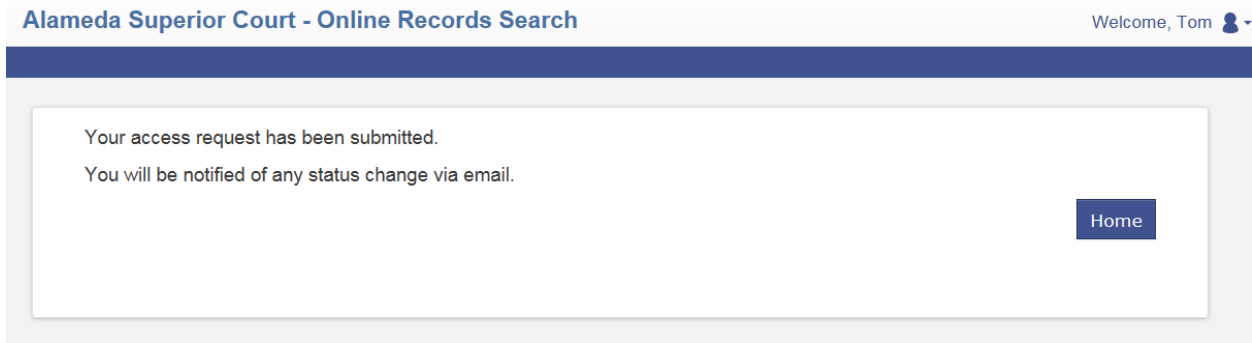 Alameda Superior Court - Online Records Search
Welcome, Tom
Your access request has been submitted.
You will be notified of any status change via email.
Home